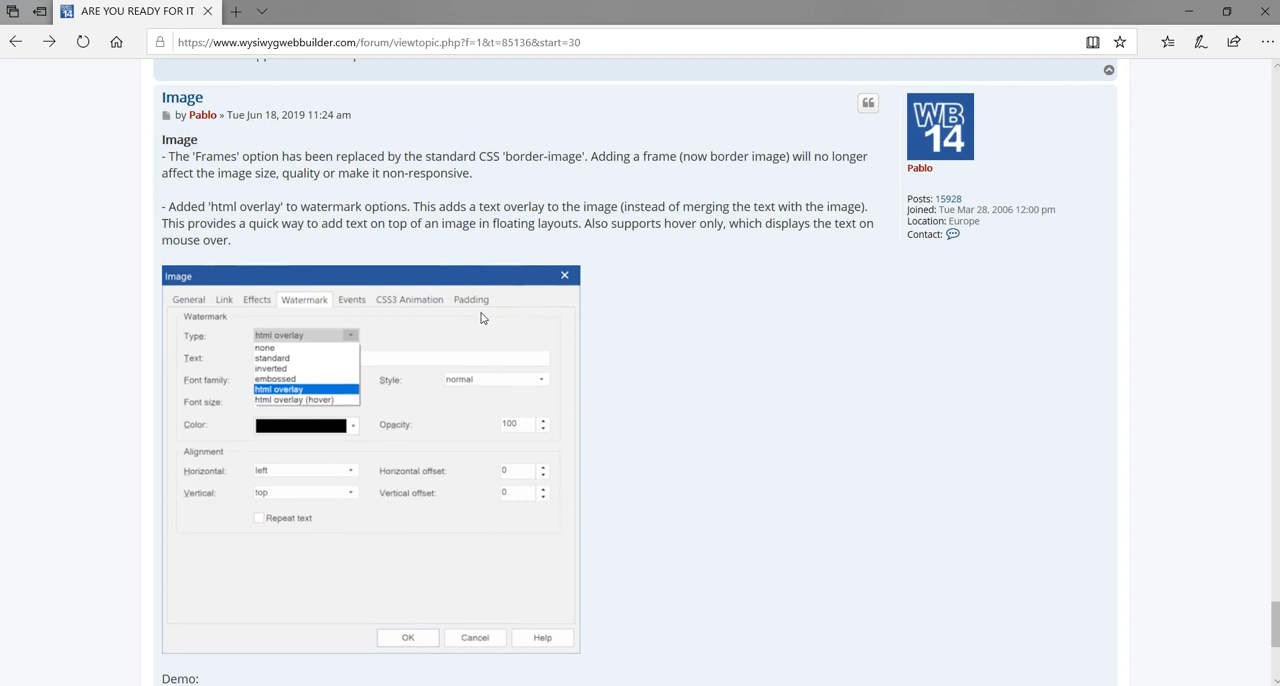 ARE YOU READY FOR IT
https://www.wysiwygwebbuilder.com/forum/viewtopic.php?f=1&t=85136&start=30
Image
by Pablo » Tue Jun 18, 2019 11:24 am
Image
- The 'Frames' option has been replaced by the standard CSS 'border-image'. Adding a frame (now border image) will no longer
affect the image size, quality or make it non-responsive.
- Added 'html overlay' to watermark options. This adds a text overlay to the image (instead of merging the text with the image).
This provides a quick way to add text on top of an image in floating layouts. Also supports hover only, which displays the text on
mouse over.
WB
14
Pablo
Posts: 15928
Joined: Tue Mar 28, 2006 12:00 pm
Location: Europe
Contact:
Image
General Link Effects Watermark Events CSS3 Animation Padding
Watermark
Type: html overlay
none
Text: standard
inverted
Font family: embossed Style: normal
html overlay
Font size: html overlay (hover)
Color: Opacity: 100
Alignment
Horizontal: left Horizontal offset: 0
Vertical: top Vertical offset: 0
Repeat text
OK Cancel Help
Demo: